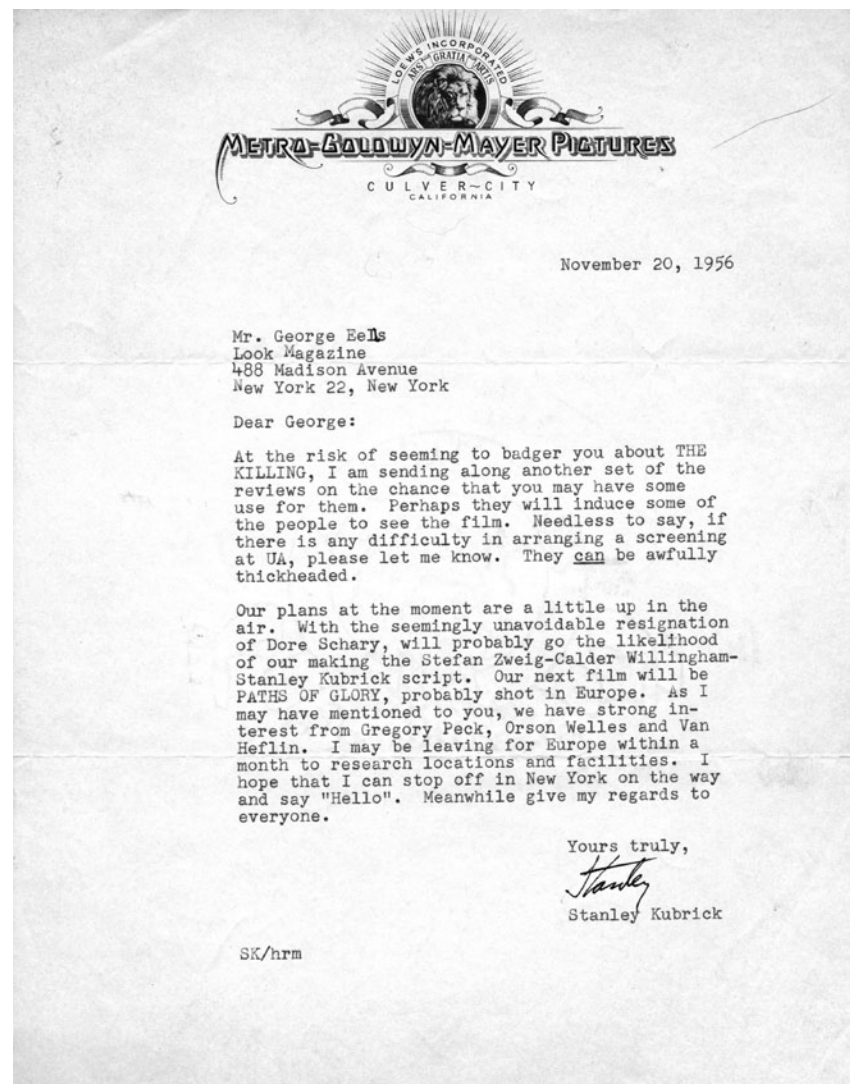 LOEW'S INCORPORATED
ARS GRATIA ARTIS
METRO-GOLDWYN-MAYER PICTURES
CULVER~CITY
CALIFORNIA
November 20, 1956
Mr. George Eells
Look Magazine
488 Madison Avenue
New York 22, New York
Dear George:
At the risk of seeming to badger you about THE
KILLING, I am sending along another set of the
reviews on the chance that you may have some
use for them.  Perhaps they will induce some of
the people to see the film.  Needless to say, if
there is any difficulty in arranging a screening
at UA, please let me know.  They can be awfully
thickheaded.
Our plans at the moment are a little up in the
air.  With the seemingly unavoidable resignation
of Dore Schary, will probably go the likelihood
of our making the Stefan Zweig-Calder Willingham-
Stanley Kubrick script.  Our next film will be
PATHS OF GLORY, probably shot in Europe.  As I
may have mentioned to you, we have strong in-
terest from Gregory Peck, Orson Welles and Van
Heflin.  I may be leaving for Europe within a
month to research locations and facilities.  I
hope that I can stop off in New York on the way
and say "Hello".  Meanwhile give my regards to
everyone.
Yours truly,
Stanley
Stanley Kubrick
SK/hrm